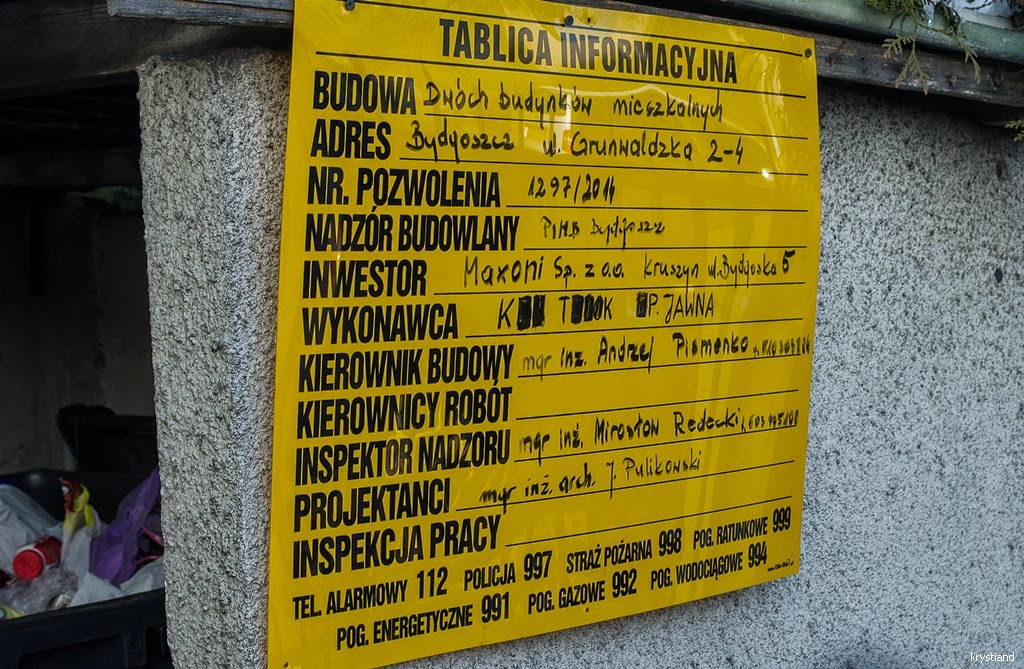 TABLICA INFORMACYJNA
BUDOWA Dwóch budynków mieszkalnych
ADRES Bydgoszcz ul. Grunwaldzka 2-4
NR. POZWOLENIA 1297/2014
NADZÓR BUDOWLANY PINB Bydgoszcz
INWESTOR Maxoni Sp. z o.o. Kruszyn ul. Bydgoska 5
WYKONAWCA SP. JAWNA
KIEROWNIK BUDOWY mgr inż. Andrzej Piomenko
KIEROWNICY ROBÓT
INSPEKTOR NADZORU mgr inż. Mirosław Redecki,
PROJEKTANCI mgr inż. arch. J. Pulikowski
INSPEKCJA PRACY
TEL. ALARMOWY 112 POLICJA 997 STRAŻ POŻARNA 998 POG. RATUNKOWE 999
POG. ENERGETYCZNE 991 POG. GAZOWE 992 POG. WODOCIĄGOWE 994
krystland